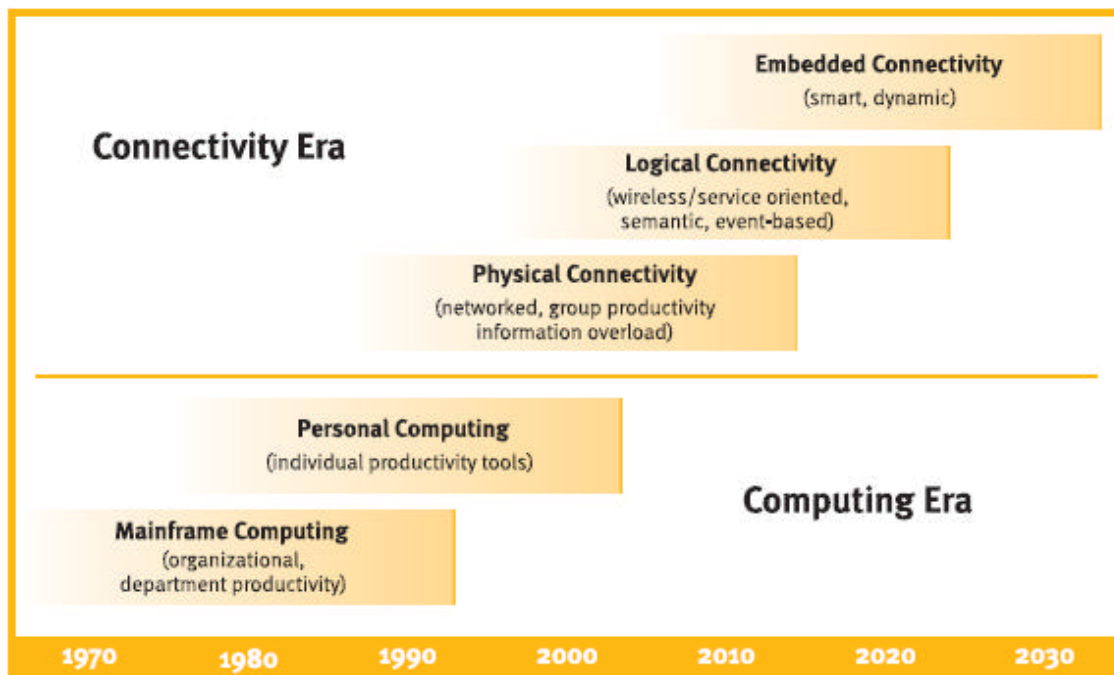 Embedded Connectivity
(smart, dynamic)
Connectivity Era
Logical Connectivity
(wireless/service oriented,
semantic, event-based)
Physical Connectivity
(networked, group productivity
information overload)
Personal Computing
(individual productivity tools)
Computing Era
Mainframe Computing
(organizational,
department productivity)
1970 1980 1990 2000 2010 2020 2030